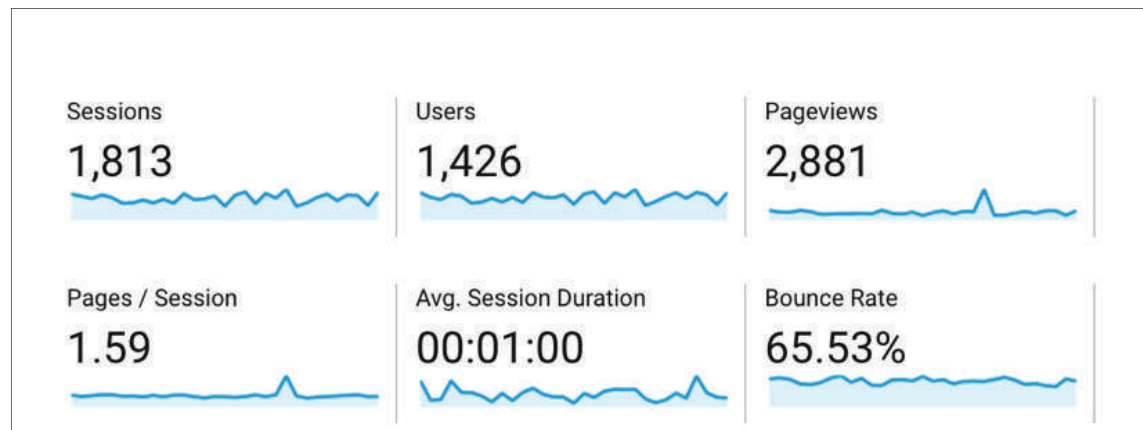 Sessions
1,813
Users
1,426
Pageviews
2,881
Pages / Session
1.59
Avg. Session Duration
00:01:00
Bounce Rate
65.53%